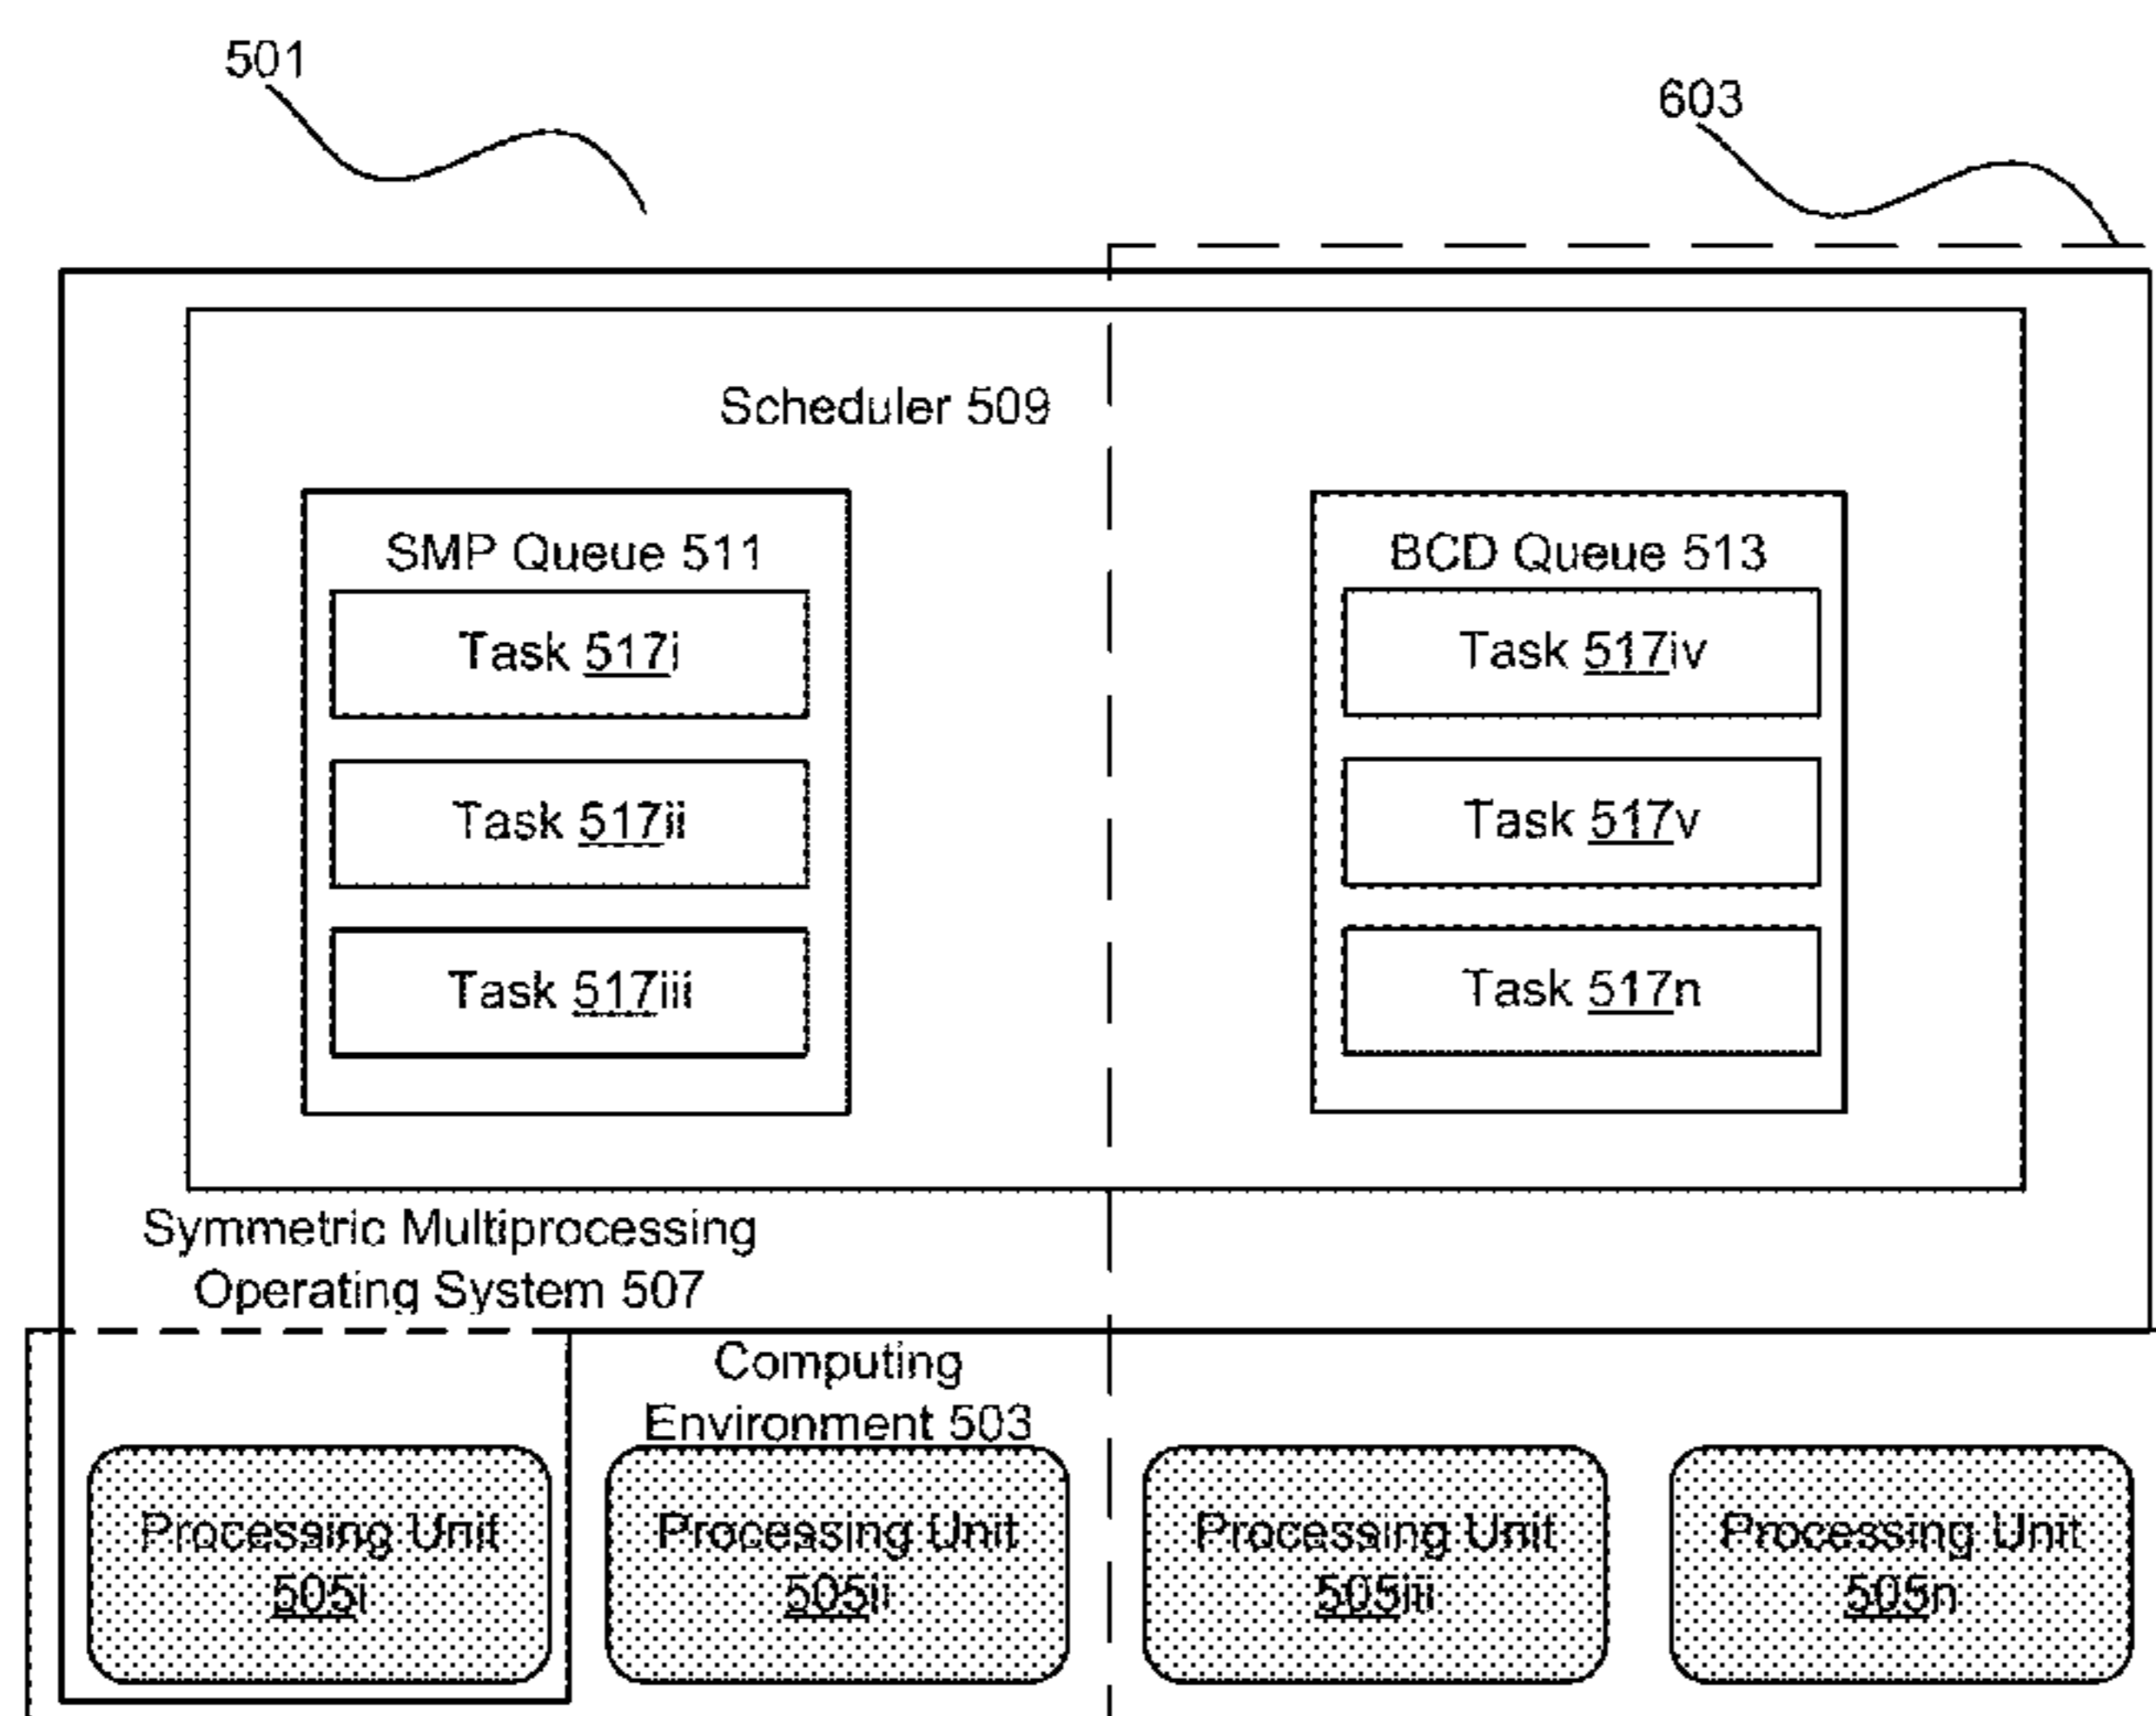 501
603
Scheduler 509
SMP Queue 511
Task 517i
Task 517ii
Task 517iii
BCD Queue 513
Task 517iv
Task 517v
Task 517n
Symmetric Multiprocessing
Operating System 507
Computing
Environment 503
Processing Unit
505i
Processing Unit
505ii
Processing Unit
505iii
Processing Unit
505n